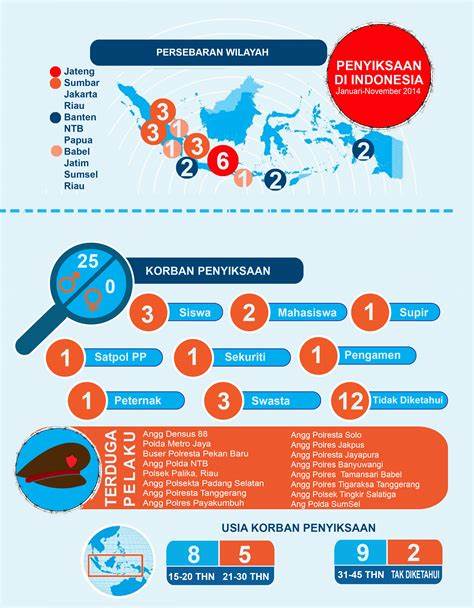 PERSEBARAN WILAYAH
PENYIKSAAN
DI INDONESIA
Januari-November 2014
Jateng
Sumbar
Jakarta
Riau
Banten
NTB
Papua
Babel
Jatim
Sumsel
Riau
3
3
1
3
1
2
6
1
2
2
25
0
KORBAN PENYIKSAAN
3 Siswa
2 Mahasiswa
1 Supir
1 Satpol PP
1 Sekuriti
1 Pengamen
1 Peternak
3 Swasta
12 Tidak Diketahui
TERDUGA
PELAKU
Angg Densus 88
Polda Metro Jaya
Buser Polresta Pekan Baru
Angg Polda NTB
Polsek Palika, Riau
Angg Polsekta Padang Selatan
Angg Polresta Tanggerang
Angg Polres Payakumbuh
Angg Polresta Solo
Angg Polres Jakpus
Angg Polresta Jayapura
Angg Polres Banyuwangi
Angg Polres Tamansari Babel
Angg Polres Tigaraksa Tanggerang
Angg Polsek Tingkir Salatiga
Ang Polda SumSel
USIA KORBAN PENYIKSAAN
8
15-20 THN
5
21-30 THN
9
31-45 THN
2
TAK DIKETAHUI